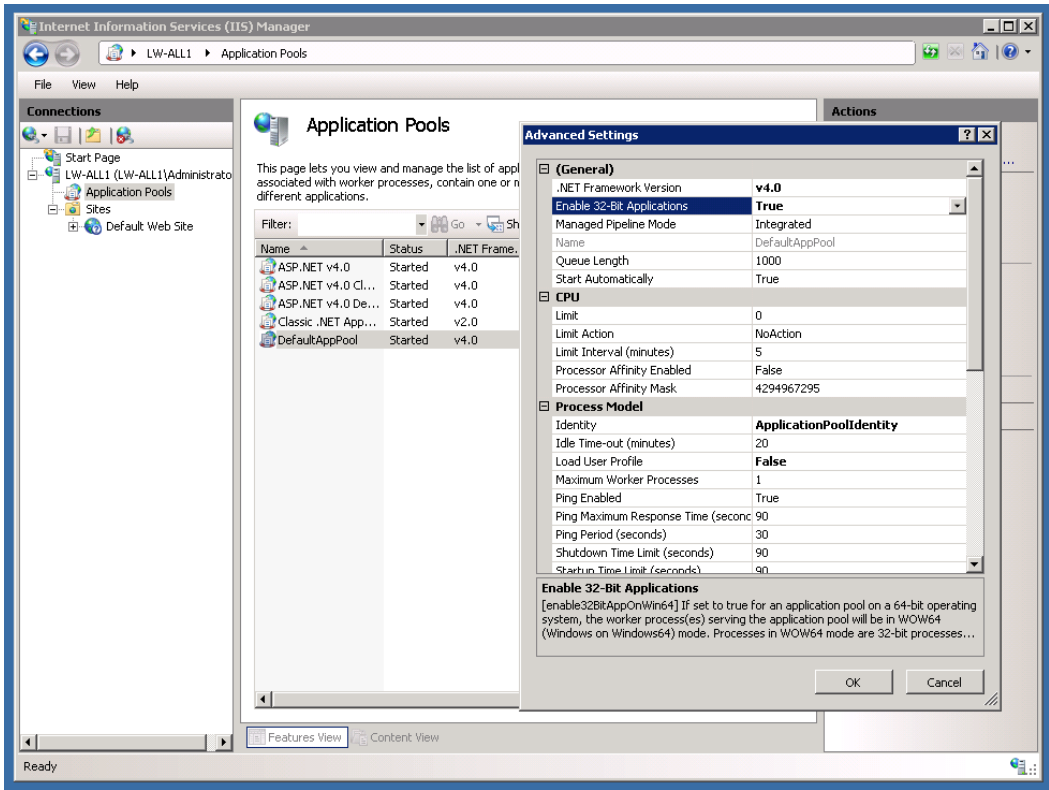 Internet Information Services (IIS) Manager
LW-ALL1 Application Pools
File View Help
Connections
Start Page
LW-ALL1 (LW-ALL1\Administrato
Application Pools
Sites
Default Web Site
Application Pools
This page lets you view and manage the list of appl
associated with worker processes, contain one or
different applications.
Filter: Go Sh
Name Status .NET Frame.
ASP.NET v4.0 Started v4.0
ASP.NET v4.0 Cl... Started v4.0
ASP.NET v4.0 De... Started v4.0
Classic .NET App... Started v2.0
DefaultAppPool Started v4.0
Features View Content View
Actions
...
Advanced Settings
(General)
.NET Framework Version v4.0
Enable 32-Bit Applications True
Managed Pipeline Mode Integrated
Name DefaultAppPool
Queue Length 1000
Start Automatically True
CPU
Limit 0
Limit Action NoAction
Limit Interval (minutes) 5
Processor Affinity Enabled False
Processor Affinity Mask 4294967295
Process Model
Identity ApplicationPoolIdentity
Idle Time-out (minutes) 20
Load User Profile False
Maximum Worker Processes 1
Ping Enabled True
Ping Maximum Response Time (second 90
Ping Period (seconds) 30
Shutdown Time Limit (seconds) 90
Startup Time Limit (seconds) 90
Enable 32-Bit Applications
[enable32BitAppOnWin64] If set to true for an application pool on a 64-bit operating
system, the worker process(es) serving the application pool will be in WOW64
(Windows on Windows64) mode. Processes in WOW64 mode are 32-bit processes...
OK Cancel
Ready